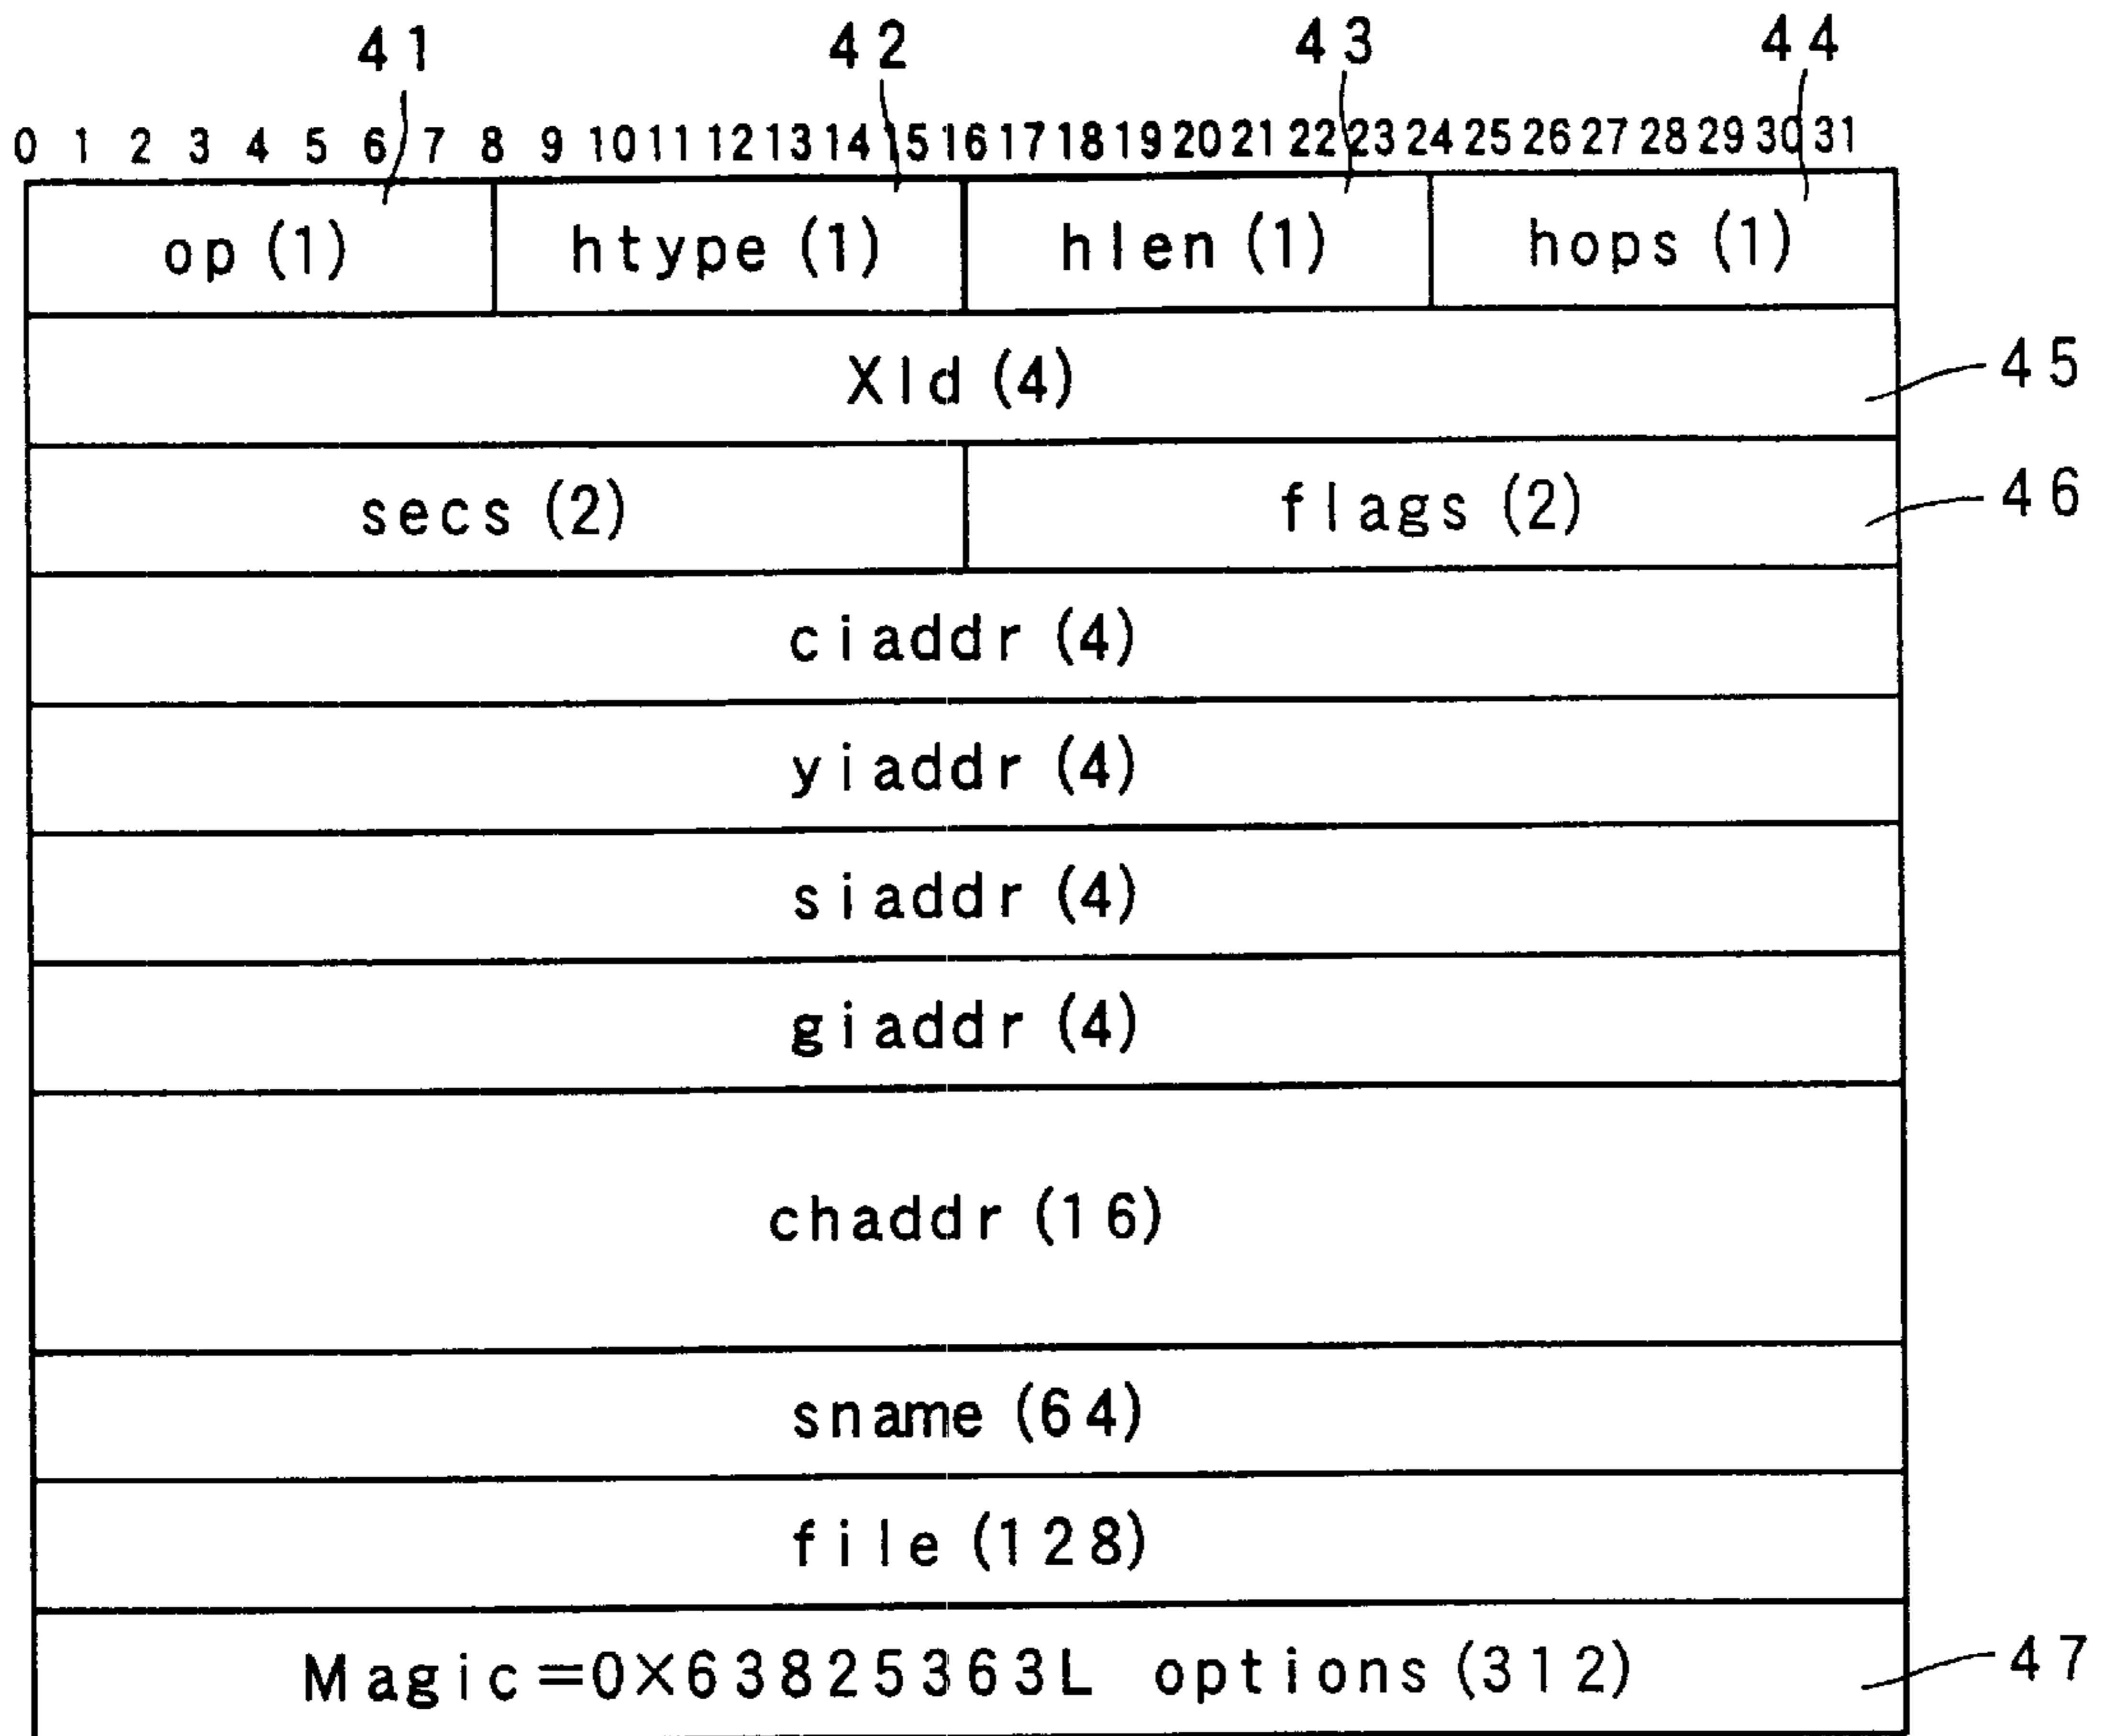 41 42 43 44
0 1 2 3 4 5 6 7 8 9 10 11 12 13 14 15 16 17 18 19 20 21 22 23 24 25 26 27 28 29 30 31
op (1) htype (1) hlen (1) hops (1)
XId (4) 45
secs (2) flags (2) 46
ciaddr (4)
yiaddr (4)
siaddr (4)
giaddr (4)
chaddr (16)
sname (64)
file (128)
Magic=0X63825363L options (312) 47